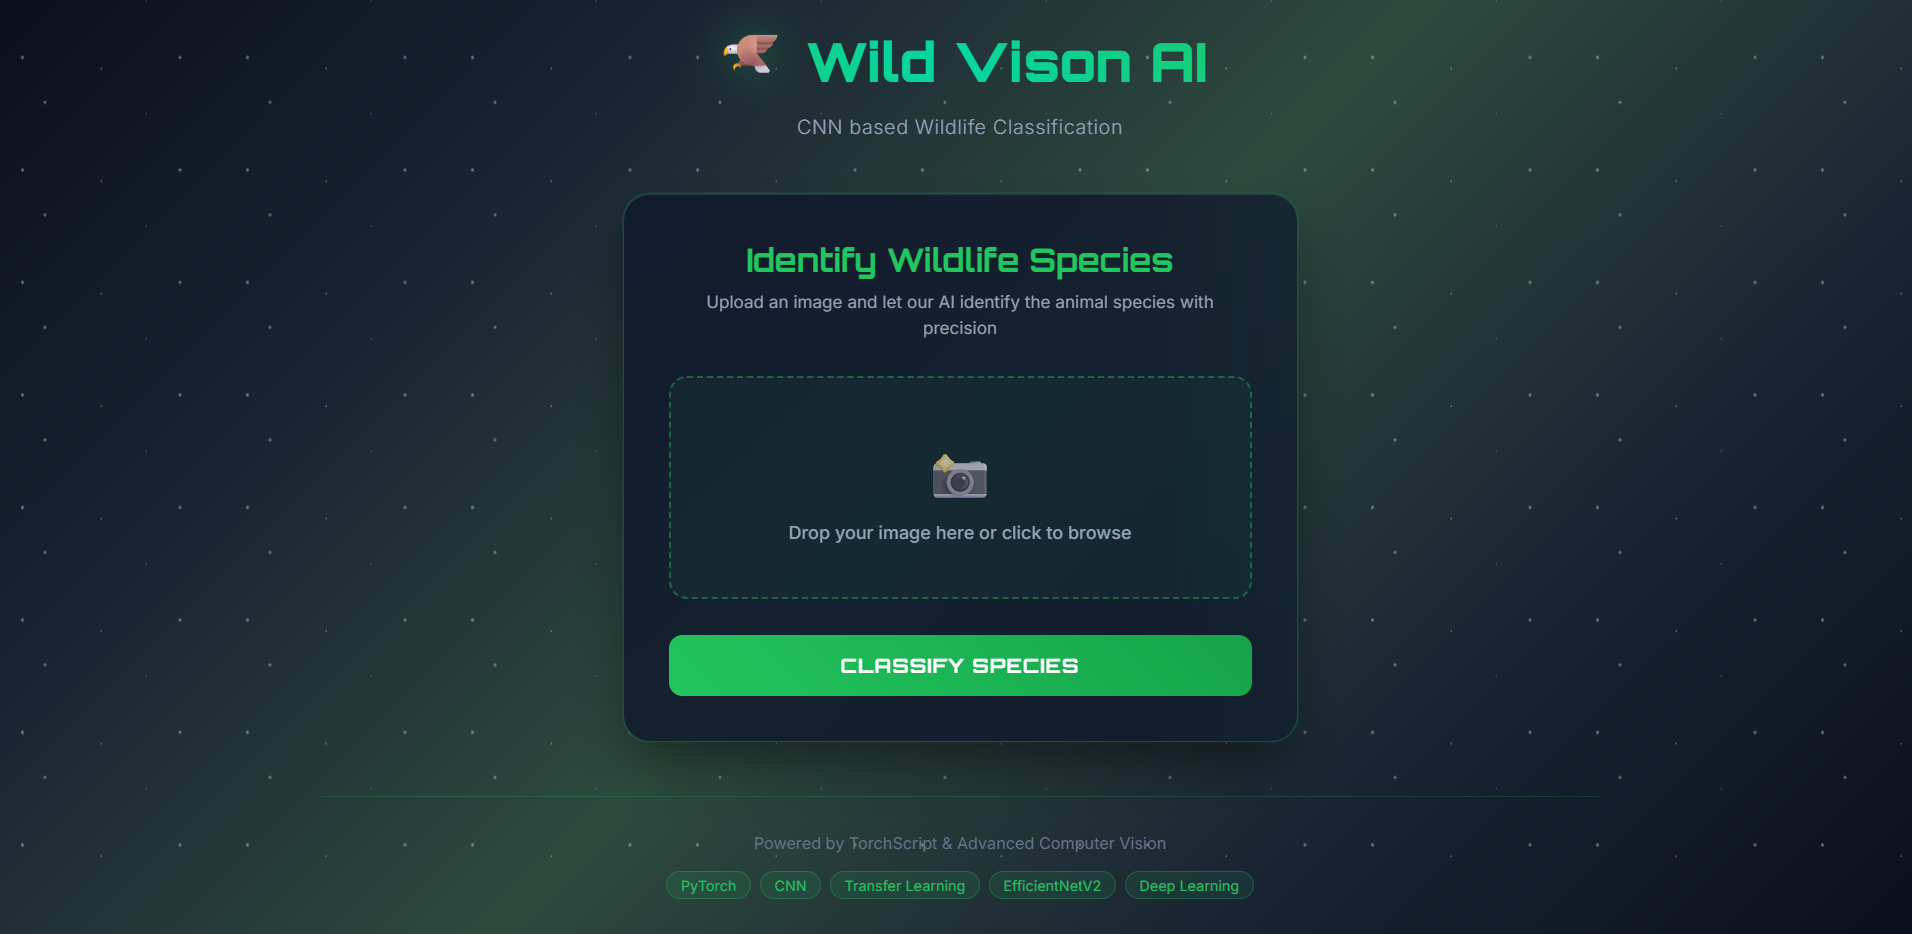 Wild Vison AI
CNN based Wildlife Classification
Identify Wildlife Species
Upload an image and let our AI identify the animal species with
precision
Drop your image here or click to browse
CLASSIFY SPECIES
Powered by TorchScript & Advanced Computer Vision
PyTorch CNN Transfer Learning EfficientNetV2 Deep Learning